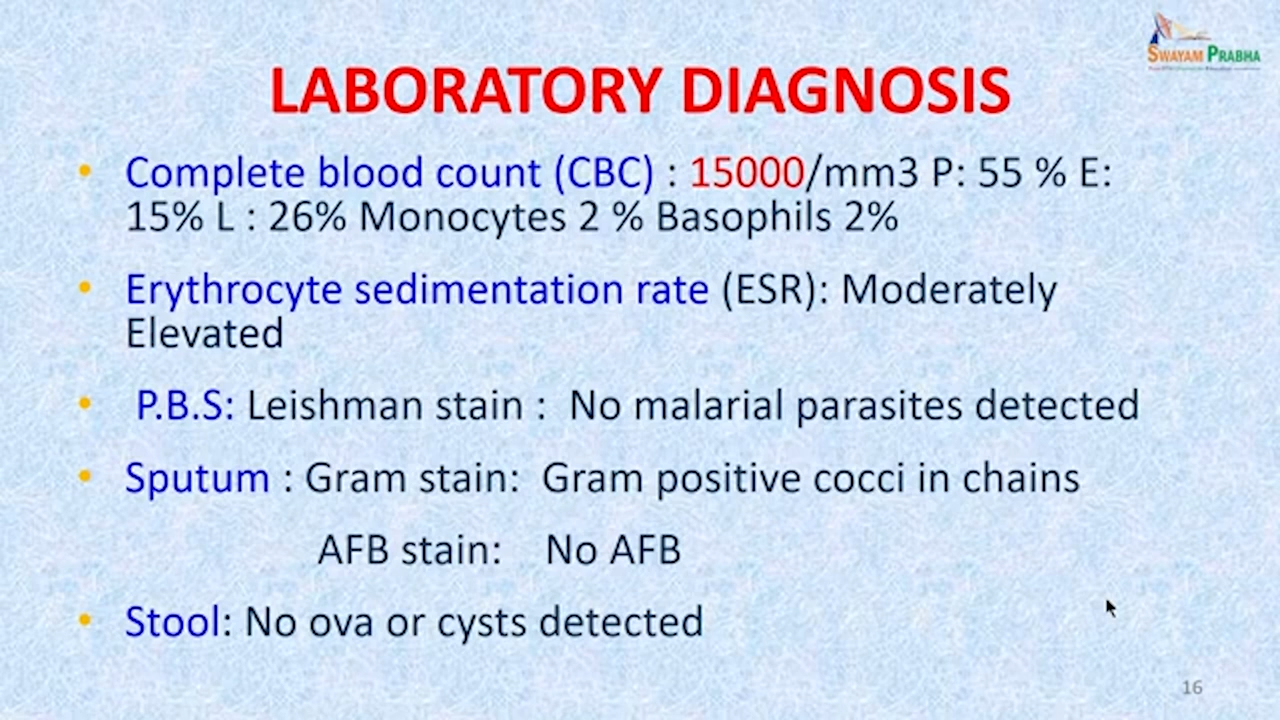 SWAYAM PRABHA
LABORATORY DIAGNOSIS
• Complete blood count (CBC) : 15000/mm3 P: 55 % E:
15% L : 26% Monocytes 2 % Basophils 2%
• Erythrocyte sedimentation rate (ESR): Moderately
Elevated
• P.B.S: Leishman stain : No malarial parasites detected
• Sputum : Gram stain: Gram positive cocci in chains
AFB stain: No AFB
• Stool: No ova or cysts detected
16